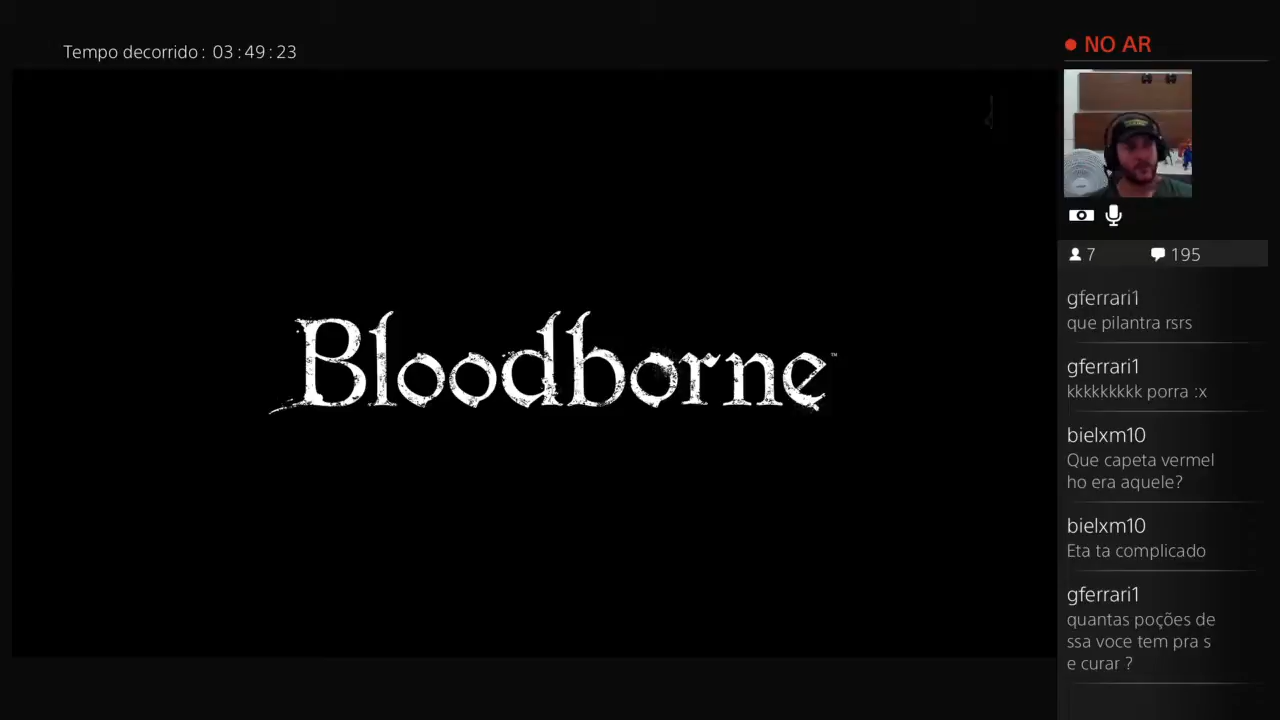 Tempo decorrido: 03:49:23
NO AR
7 195
Bloodborne™
gferrari1
que pilantra rsrs
gferrari1
kkkkkkkkk porra :x
bielxm10
Que capeta vermel
ho era aquele?
bielxm10
Eta ta complicado
gferrari1
quantas poções de
ssa voce tem pra s
e curar ?